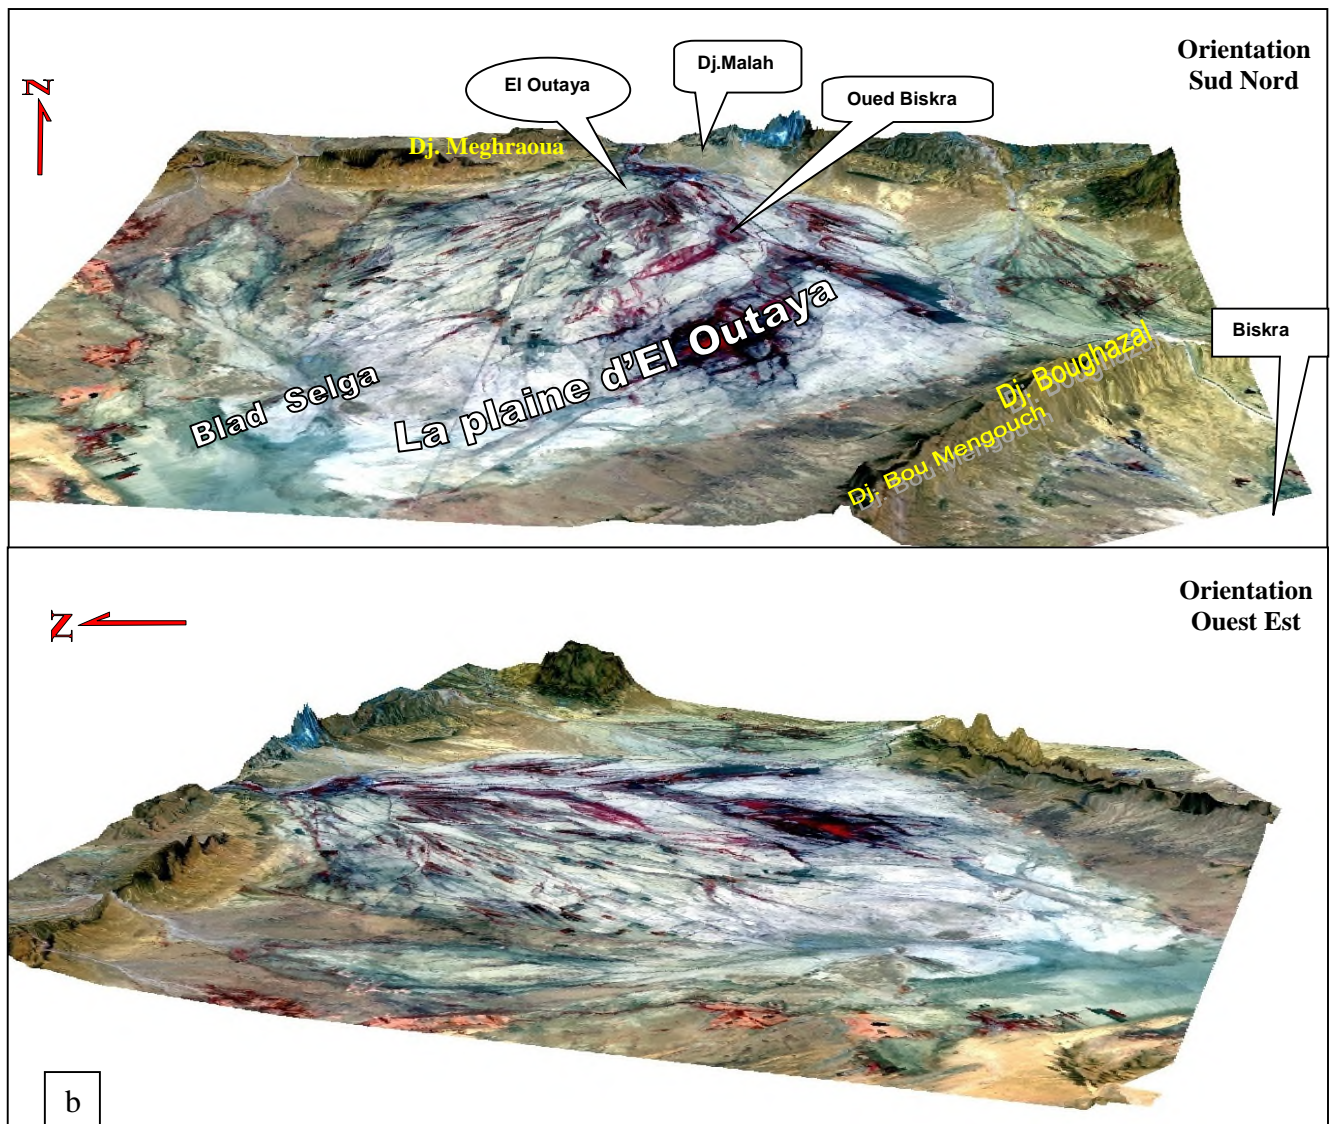 Orientation
Sud Nord
N
Dj.Malah
El Outaya
Oued Biskra
Dj. Meghraoua
Biskra
La plaine d'El Outaya
Blad Selga
Dj. Boughazal
Dj. Bou Mengouch
Orientation
Ouest Est
N
b